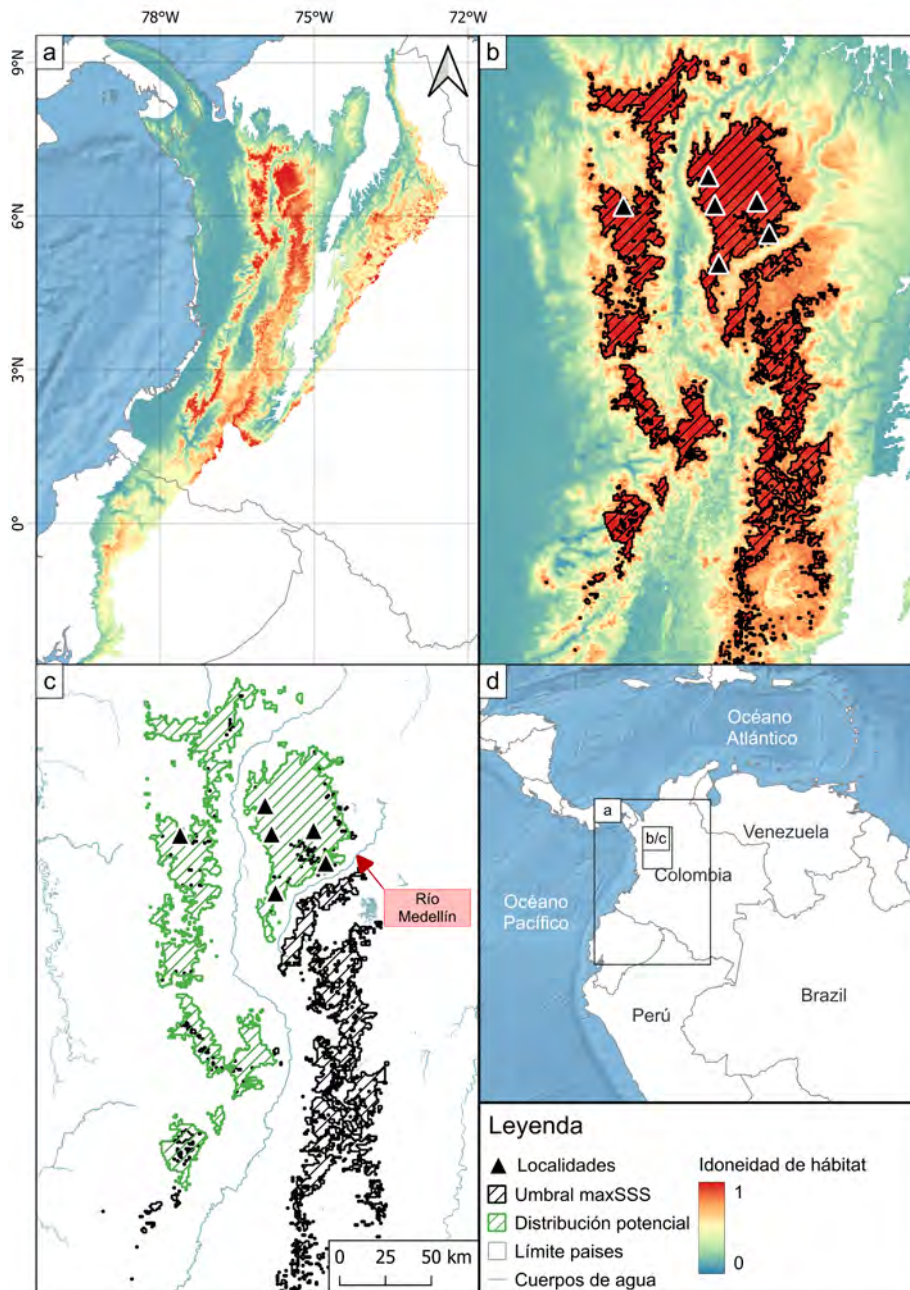 78°W
75°W
72°W
9°N
6°N
3°N
0°
a
b
c
Río
Medellín
0
25
50 km
d
Océano
Atlántico
a
b/c
Venezuela
Colombia
Océano
Pacífico
Perú
Brazil
Leyenda
Localidades
Umbral maxSSS
Distribución potencial
Límite paises
Cuerpos de agua
Idoneidad de hábitat
1
0